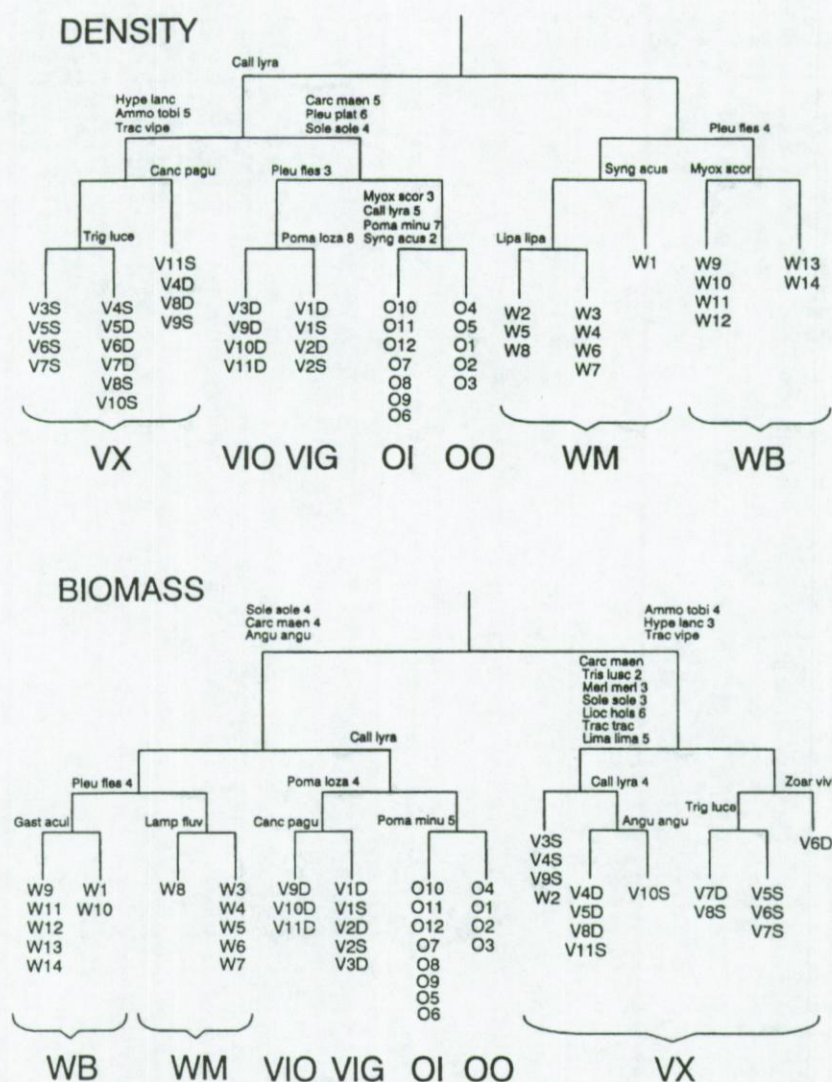 DENSITY
Call lyra
Hype lanc
Ammo tobi 5
Trac vipe
Carc maen 5
Pleu plat 6
Sole sole 4
Pleu fles 4
Canc pagu
Pleu fles 3
Syng acus
Myox scor
Myox scor 3
Call lyra 5
Poma minu 7
Syng acus 2
Trig luce
Poma loza 8
Lipa lipa
V3S
V5S
V6S
V7S
V4S
V5D
V6D
V7D
V8S
V10S
V11S
V4D
V8D
V9S
V3D
V9D
V10D
V11D
V1D
V1S
V2D
V2S
O10
O11
O12
O7
O8
O9
O6
O4
O5
O1
O2
O3
W2
W5
W8
W3
W4
W6
W7
W1
W9
W10
W11
W12
W13
W14
VX VIO VIG OI OO WM WB
BIOMASS
Sole sole 4
Carc maen 4
Angu angu
Ammo tobi 4
Hype lanc 3
Trac vipe
Carc maen
Tris lusc 2
Merl merl 3
Sole sole 3
Lioc hols 6
Trac trac
Lima lima 5
Call lyra
Pleu fles 4
Poma loza 4
Call lyra 4
Zoar viv
Gast acul
Lamp fluv
Canc pagu
Poma minu 5
Angu angu
Trig luce
W9
W11
W12
W13
W14
W1
W10
W8
W3
W4
W5
W6
W7
V9D
V10D
V11D
V1D
V1S
V2D
V2S
V3D
O10
O11
O12
O7
O8
O9
O5
O6
O4
O1
O2
O3
V3S
V4S
V9S
W2
V4D
V5D
V8D
V11S
V10S
V7D
V8S
V5S
V6S
V7S
V6D
WB WM VIO VIG OI OO VX